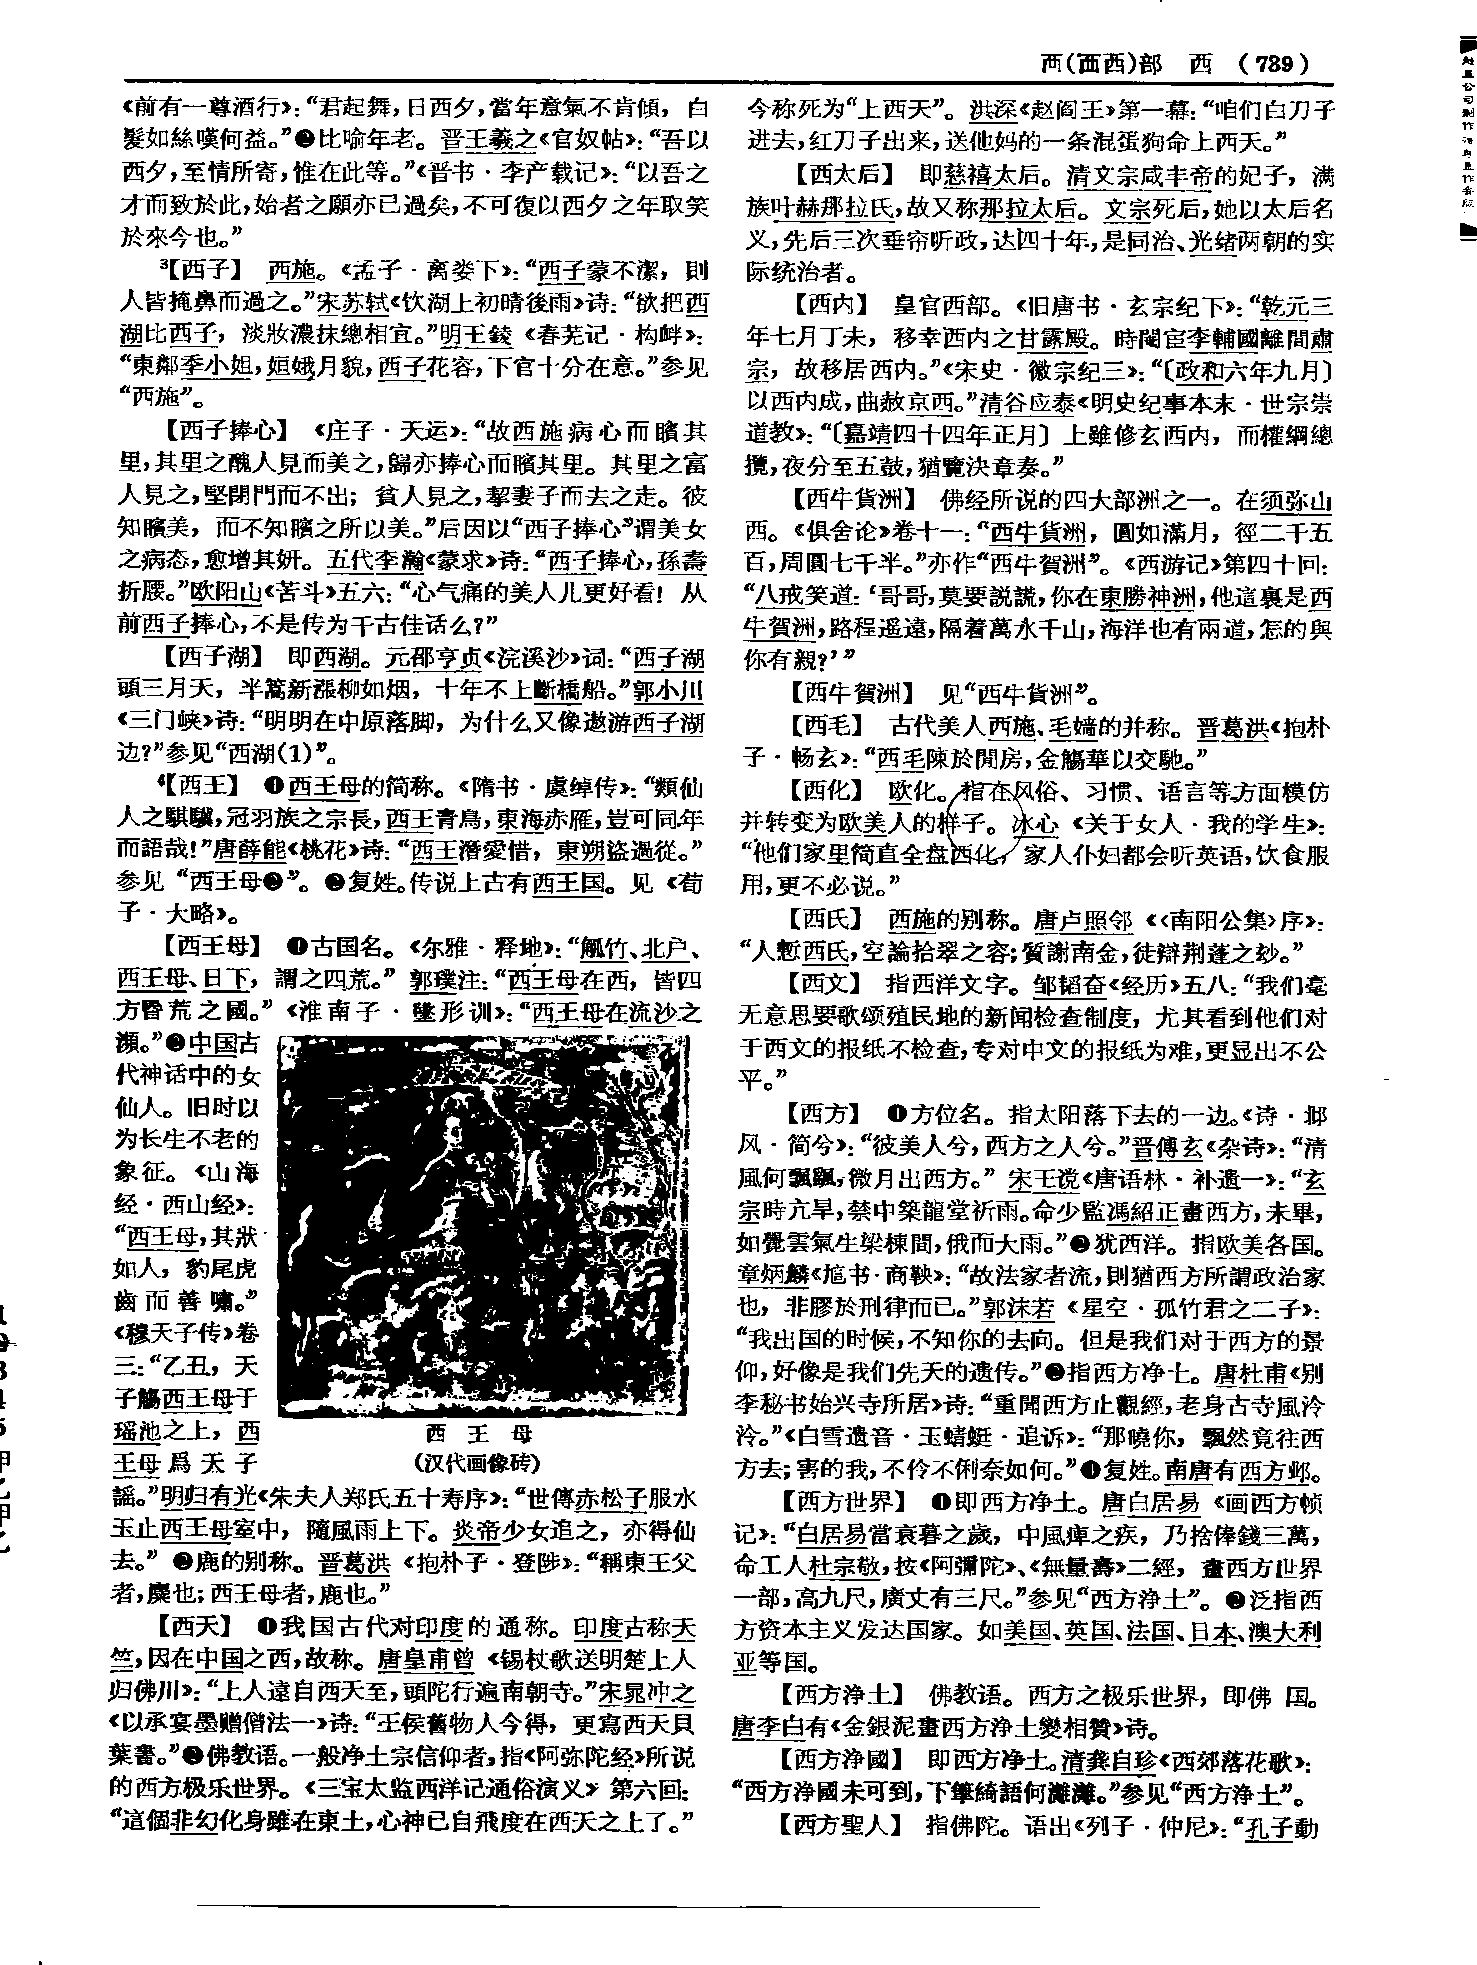 襾(覀西)部 西 (739)
《前有一尊酒行》：“君起舞，日西夕，當年意氣不肯傾，白
髮如絲嘆何益。”❷比喻年老。晋王羲之《官奴帖》：“吾以
西夕，至情所寄，惟在此等。”《晋书·李产载记》：“以吾之
才而致於此，始者之願亦已過矣，不可復以西夕之年取笑
於來今也。”
³【西子】 西施。《孟子·离娄下》：“西子蒙不潔，則
人皆掩鼻而過之。”宋苏轼《饮湖上初晴後雨》诗：“欲把西
湖比西子，淡妝濃抹總相宜。”明王錂《春芜记·构衅》：
“東鄰季小姐，姮娥月貌，西子花容，下官十分在意。”参见
“西施”。
【西子捧心】 《庄子·天运》：“故西施病心而矉其
里，其里之醜人見而美之，歸亦捧心而矉其里。其里之富
人見之，堅閉門而不出；貧人見之，挈妻子而去之走。彼
知矉美，而不知矉之所以美。”后因以“西子捧心”谓美女
之病态，愈增其妍。五代李瀚《蒙求》诗：“西子捧心，孫壽
折腰。”欧阳山《苦斗》五六：“心气痛的美人儿更好看！从
前西子捧心，不是传为千古佳话么？”
【西子湖】 即西湖。元邵亨贞《浣溪沙》词：“西子湖
頭三月天，半篙新漲柳如烟，十年不上斷橋船。”郭小川
《三门峡》诗：“明明在中原落脚，为什么又像遨游西子湖
边？”参见“西湖(1)”。
⁴【西王】 ❶西王母的简称。《隋书·虞绰传》：“類仙
人之騏驥，冠羽族之宗長，西王青鳥，東海赤雁，豈可同年
而語哉！”唐薛能《桃花》诗：“西王潛愛惜，東朔盜過從。”
参见“西王母❷”。❷复姓。传说上古有西王国。见《荀
子·大略》。
【西王母】 ❶古国名。《尔雅·释地》：“觚竹、北户、
西王母、日下，謂之四荒。”郭璞注：“西王母在西，皆四
方昏荒之國。”《淮南子·墬形训》：“西王母在流沙之
瀕。”❷中国古
代神话中的女
仙人。旧时以
为长生不老的
象征。《山海
经·西山经》：
“西王母，其狀
如人，豹尾虎
齒而善嘯。”
《穆天子传》卷
三：“乙丑，天
子觴西王母于
瑶池之上，西
王母爲天子
西王母
(汉代画像砖)
謡。”明归有光《朱夫人郑氏五十寿序》：“世傳赤松子服水
玉止西王母室中，隨風雨上下。炎帝少女追之，亦得仙
去。”❸鹿的别称。晋葛洪《抱朴子·登陟》：“稱東王父
者，麋也；西王母者，鹿也。”
【西天】 ❶我国古代对印度的通称。印度古称天
竺，因在中国之西，故称。唐皇甫曾《锡杖歌送明楚上人
归佛川》：“上人遠自西天至，頭陀行遍南朝寺。”宋晁冲之
《以承宴墨赠僧法一》诗：“王侯舊物人今得，更寫西天貝
葉書。”❷佛教语。一般净土宗信仰者，指《阿弥陀经》所说
的西方极乐世界。《三宝太监西洋记通俗演义》第六回：
“這個非幻化身雖在東土，心神已自飛度在西天之上了。”
今称死为“上西天”。洪深《赵阎王》第一幕：“咱们白刀子
进去，红刀子出来，送他妈的一条混蛋狗命上西天。”
【西太后】 即慈禧太后。清文宗咸丰帝的妃子，满
族叶赫那拉氏，故又称那拉太后。文宗死后，她以太后名
义，先后三次垂帘听政，达四十年，是同治、光绪两朝的实
际统治者。
【西内】 皇宫西部。《旧唐书·玄宗纪下》：“乾元三
年七月丁未，移幸西内之甘露殿。時閹宦李輔國離間肅
宗，故移居西内。”《宋史·徽宗纪三》：“〔政和六年九月〕
以西内成，曲赦京西。”清谷应泰《明史纪事本末·世宗崇
道教》：“〔嘉靖四十四年正月〕上雖修玄西内，而權綱總
攬，夜分至五鼓，猶覽決章奏。”
【西牛貨洲】 佛经所说的四大部洲之一。在须弥山
西。《俱舍论》卷十一：“西牛貨洲，圓如滿月，徑二千五
百，周圓七千半。”亦作“西牛賀洲”。《西游记》第四十回：
“八戒笑道：‘哥哥，莫要説謊，你在東勝神洲，他這裏是西
牛賀洲，路程遥遠，隔着萬水千山，海洋也有兩道，怎的與
你有親？’”
【西牛賀洲】 见“西牛貨洲”。
【西毛】 古代美人西施、毛嫱的并称。晋葛洪《抱朴
子·畅玄》：“西毛陳於閒房，金觴華以交馳。”
【西化】 欧化。指在风俗、习惯、语言等方面模仿
并转变为欧美人的样子。冰心《关于女人·我的学生》：
“他们家里简直全盘西化，家人仆妇都会听英语，饮食服
用，更不必说。”
【西氏】 西施的别称。唐卢照邻《〈南阳公集〉序》：
“人慙西氏，空論拾翠之容；質謝南金，徒辯荆蓬之妙。”
【西文】 指西洋文字。邹韬奋《经历》五八：“我们毫
无意思要歌颂殖民地的新闻检查制度，尤其看到他们对
于西文的报纸不检查，专对中文的报纸为难，更显出不公
平。”
【西方】 ❶方位名。指太阳落下去的一边。《诗·邶
风·简兮》：“彼美人兮，西方之人兮。”晋傅玄《杂诗》：“清
風何飄飄，微月出西方。”宋王谠《唐语林·补遗一》：“玄
宗時亢旱，禁中築龍堂祈雨。命少監馮紹正畫西方，未畢，
如覺雲氣生梁棟間，俄而大雨。”❷犹西洋。指欧美各国。
章炳麟《訄书·商鞅》：“故法家者流，則猶西方所謂政治家
也，非膠於刑律而已。”郭沫若《星空·孤竹君之二子》：
“我出国的时候，不知你的去向。但是我们对于西方的景
仰，好像是我们先天的遗传。”❸指西方净土。唐杜甫《别
李秘书始兴寺所居》诗：“重聞西方止觀經，老身古寺風泠
泠。”《白雪遗音·玉蜻蜓·追诉》：“那曉你，飄然竟往西
方去；害的我，不伶不俐奈如何。”❹复姓。南唐有西方邺。
【西方世界】 ❶即西方净土。唐白居易《画西方帧
记》：“白居易當衰暮之歲，中風痺之疾，乃捨俸錢三萬，
命工人杜宗敬，按《阿彌陀》、《無量壽》二經，畫西方世界
一部，高九尺，廣丈有三尺。”参见“西方净土”。❷泛指西
方资本主义发达国家。如美国、英国、法国、日本、澳大利
亚等国。
【西方净土】 佛教语。西方之极乐世界，即佛国。
唐李白有《金銀泥畫西方淨土變相贊》诗。
【西方淨國】 即西方净土。清龚自珍《西郊落花歌》：
“西方淨國未可到，下筆綺語何灕灕。”参见“西方净土”。
【西方聖人】 指佛陀。语出《列子·仲尼》：“孔子動